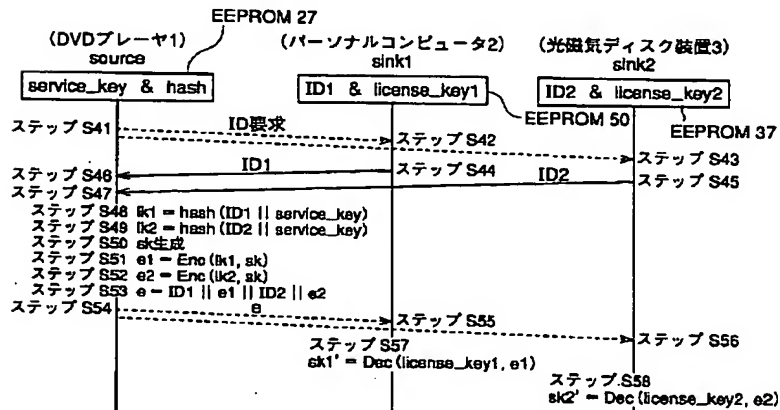 EEPROM 27
(DVDプレーヤ1)
source
service_key & hash
(パーソナルコンピュータ2)
sink1
ID1 & license_key1
EEPROM 50
(光磁気ディスク装置3)
sink2
ID2 & license_key2
EEPROM 37
ステップ S41
ID要求
ステップ S42
ステップ S43
ID1
ステップ S44
ステップ S46
ID2
ステップ S45
ステップ S47
ステップ S48 lk1 = hash (ID1 || service_key)
ステップ S49 lk2 = hash (ID2 || service_key)
ステップ S50 sk生成
ステップ S51 e1 = Enc (lk1, sk)
ステップ S52 e2 = Enc (lk2, sk)
ステップ S53 e = ID1 || e1 || ID2 || e2
ステップ S54
e
ステップ S55
ステップ S56
ステップ S57
sk1' = Dec (license_key1, e1)
ステップ S58
sk2' = Dec (license_key2, e2)